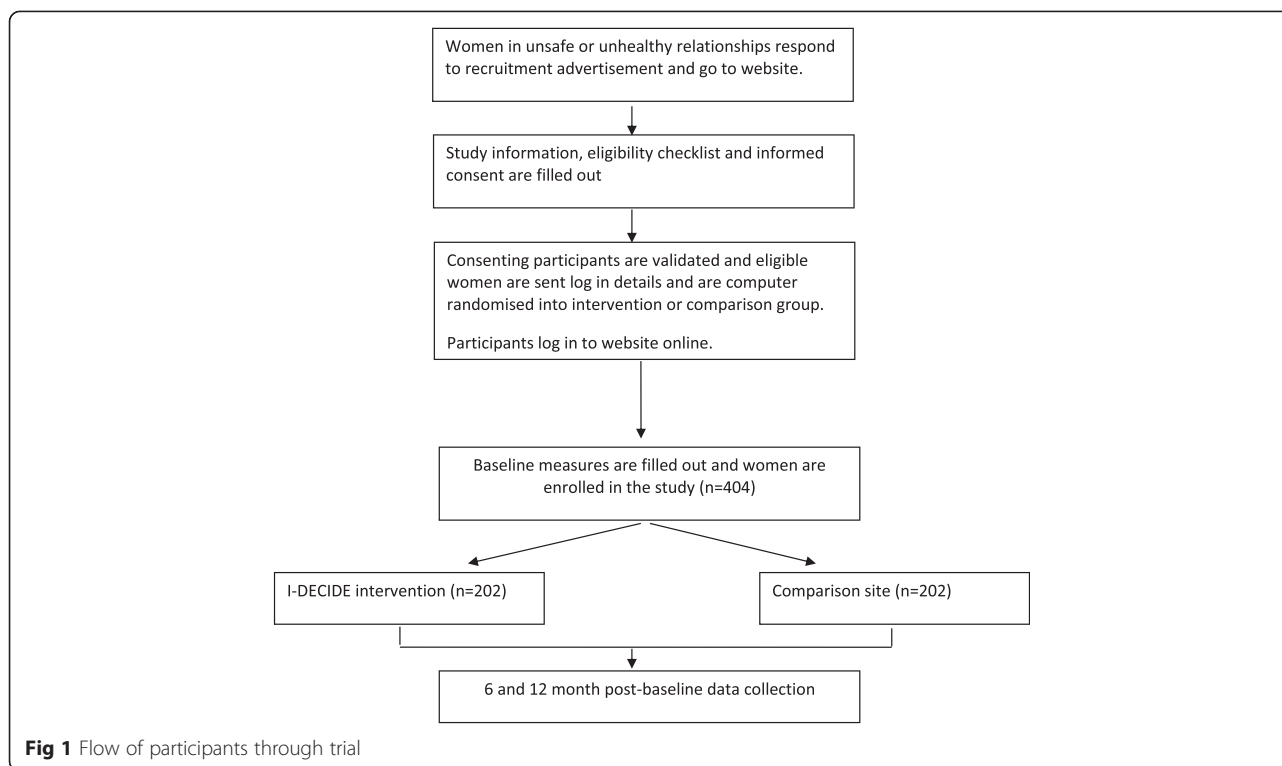 Women in unsafe or unhealthy relationships respond
to recruitment advertisement and go to website.
Study information, eligibility checklist and informed
consent are filled out
Consenting participants are validated and eligible
women are sent log in details and are computer
randomised into intervention or comparison group.
Participants log in to website online.
Baseline measures are filled out and women are
enrolled in the study (n=404)
I-DECIDE intervention (n=202)
Comparison site (n=202)
6 and 12 month post-baseline data collection
Fig 1 Flow of participants through trial